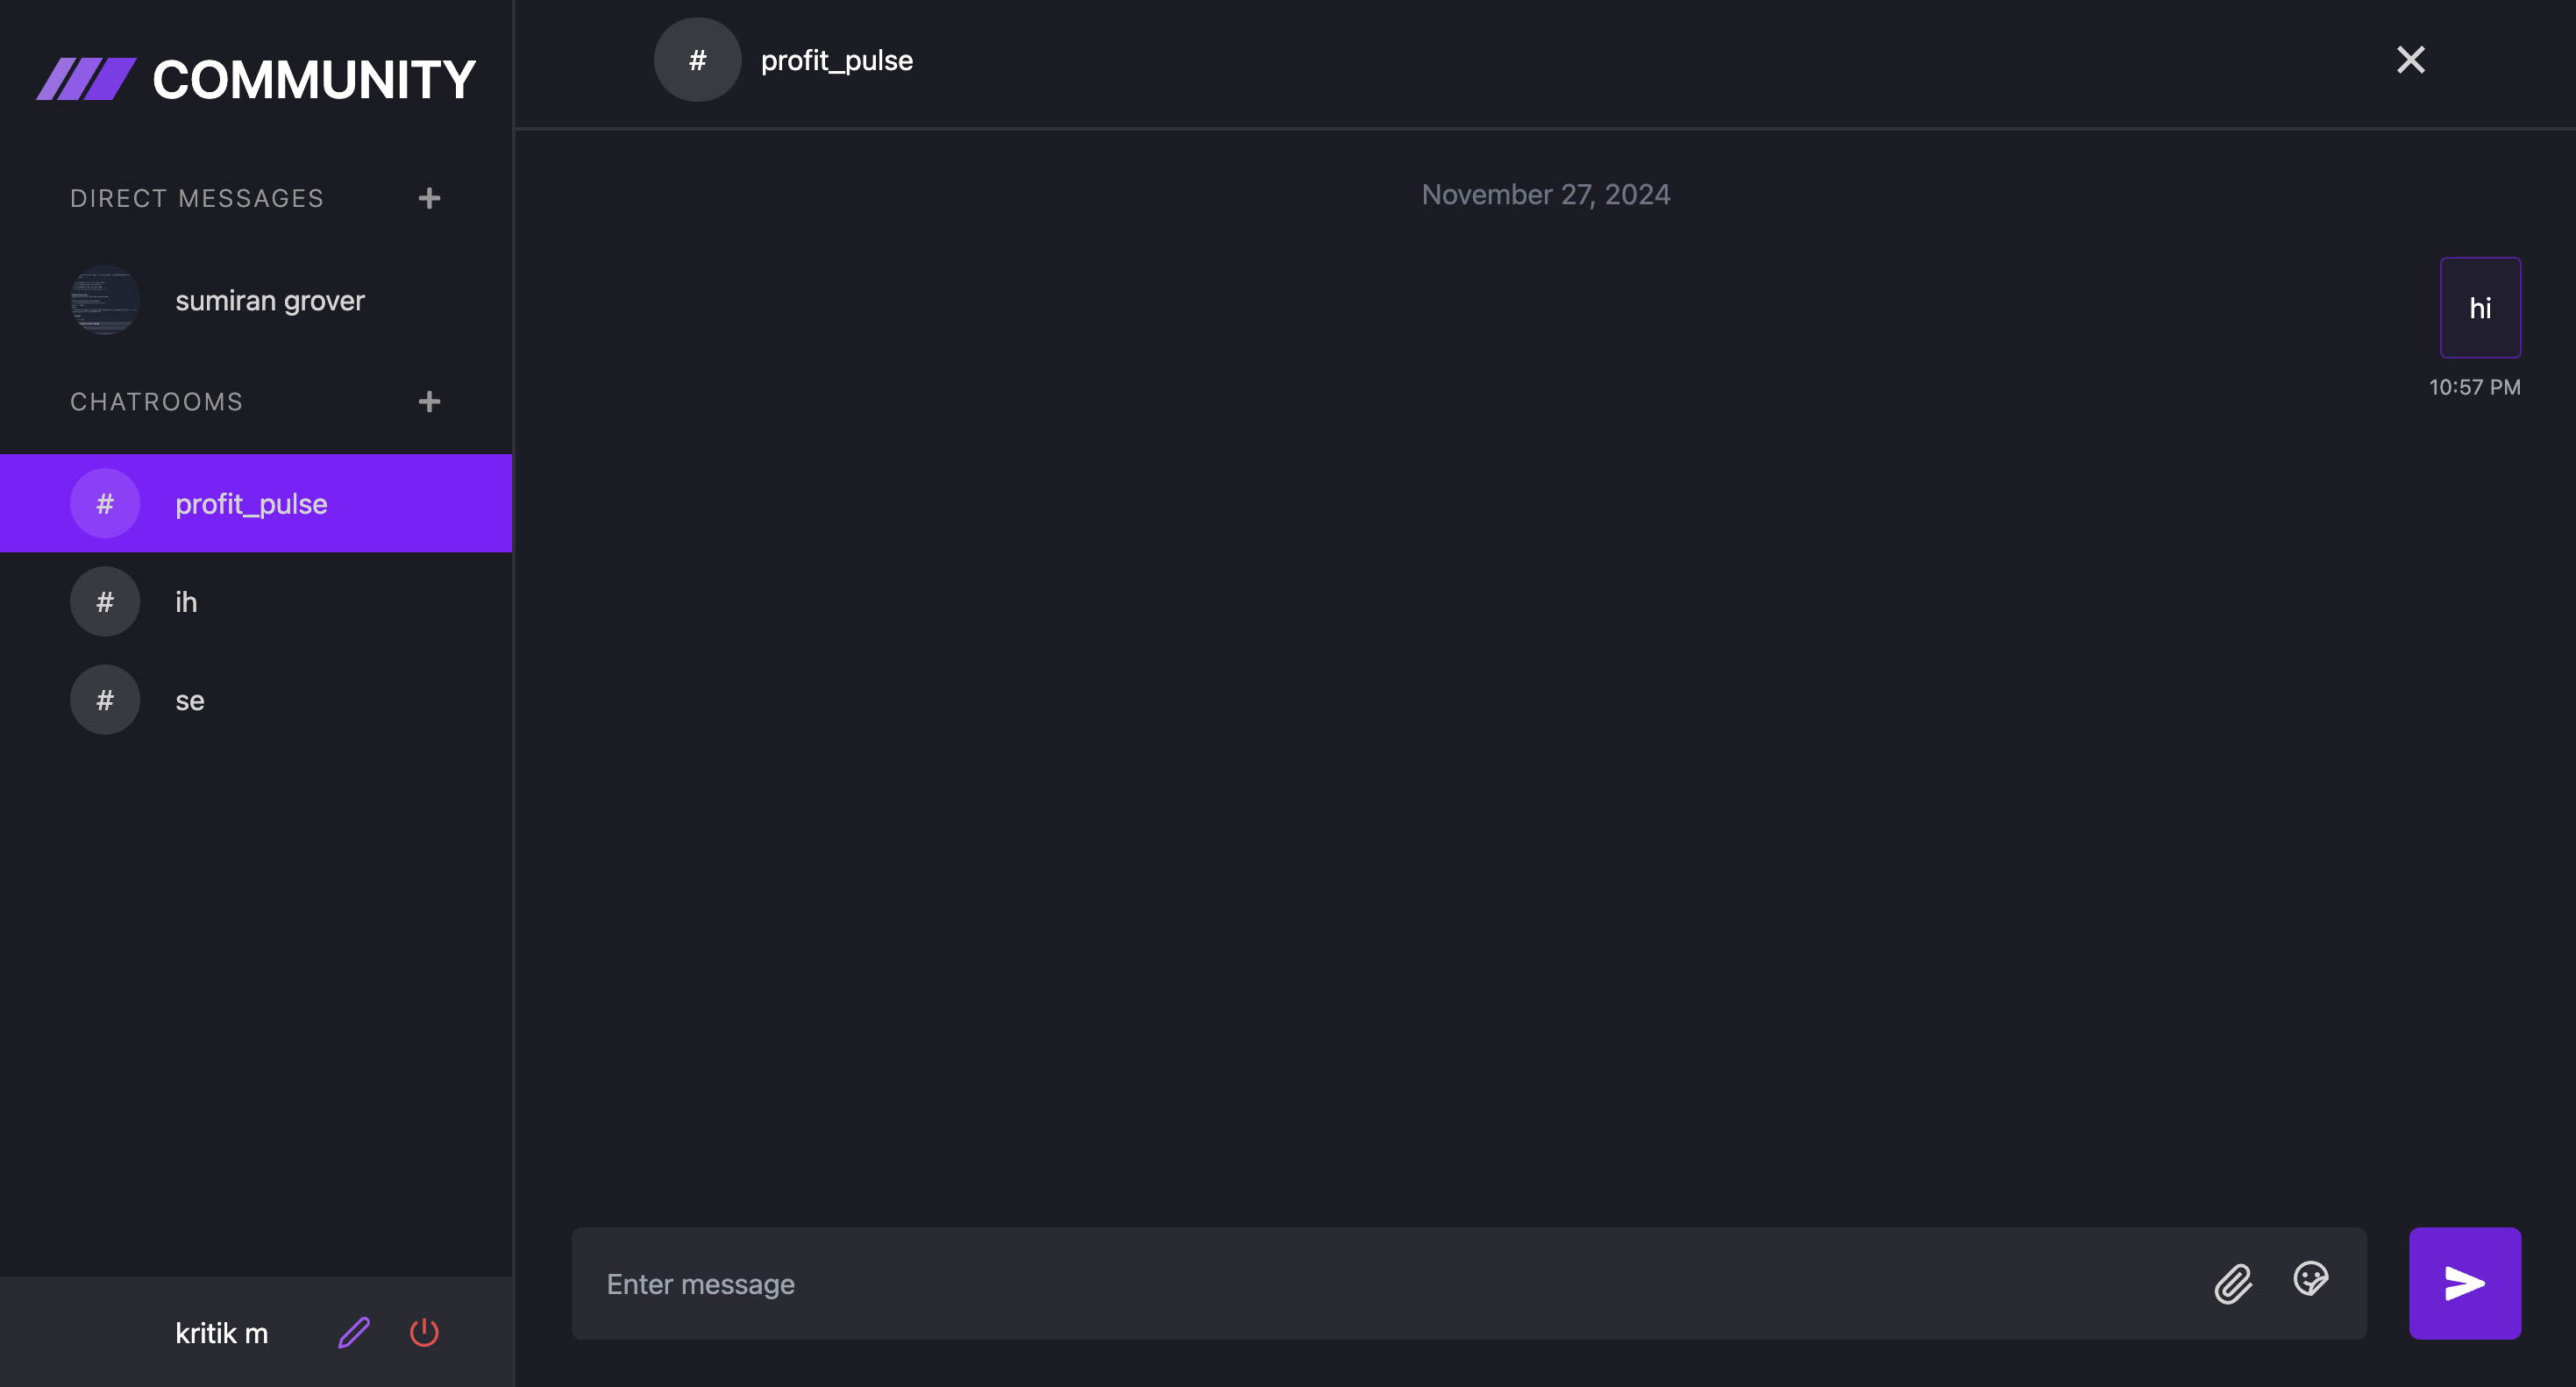 COMMUNITY
DIRECT MESSAGES
sumiran grover
CHATROOMS
# profit_pulse
# ih
# se
kritik m
# profit_pulse
November 27, 2024
hi
10:57 PM
Enter message